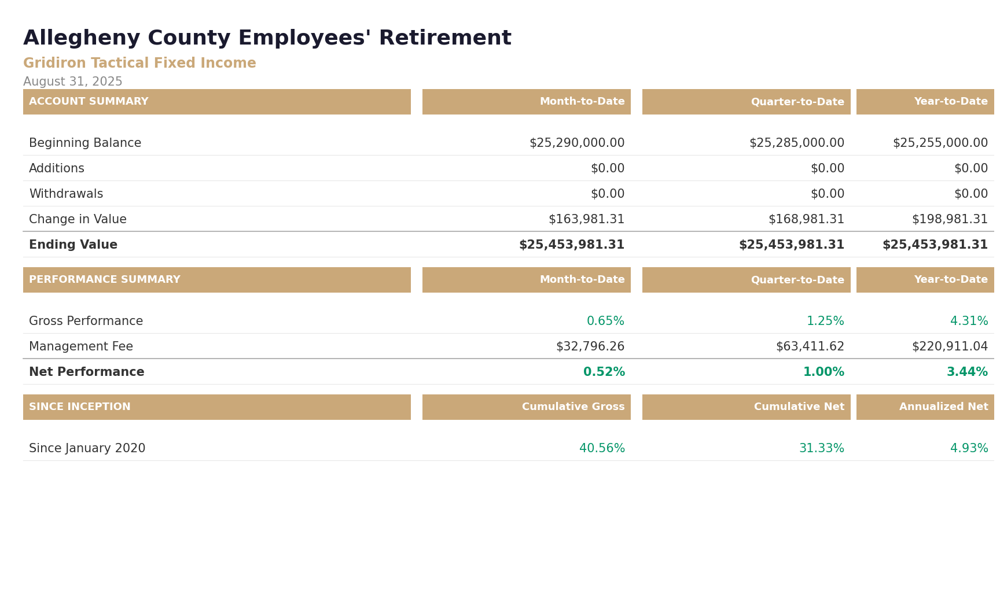 Allegheny County Employees' Retirement
Gridiron Tactical Fixed Income
August 31, 2025
ACCOUNT SUMMARY Month-to-Date Quarter-to-Date Year-to-Date
Beginning Balance $25,290,000.00 $25,285,000.00 $25,255,000.00
Additions $0.00 $0.00 $0.00
Withdrawals $0.00 $0.00 $0.00
Change in Value $163,981.31 $168,981.31 $198,981.31
Ending Value $25,453,981.31 $25,453,981.31 $25,453,981.31
PERFORMANCE SUMMARY Month-to-Date Quarter-to-Date Year-to-Date
Gross Performance 0.65% 1.25% 4.31%
Management Fee $32,796.26 $63,411.62 $220,911.04
Net Performance 0.52% 1.00% 3.44%
SINCE INCEPTION Cumulative Gross Cumulative Net Annualized Net
Since January 2020 40.56% 31.33% 4.93%